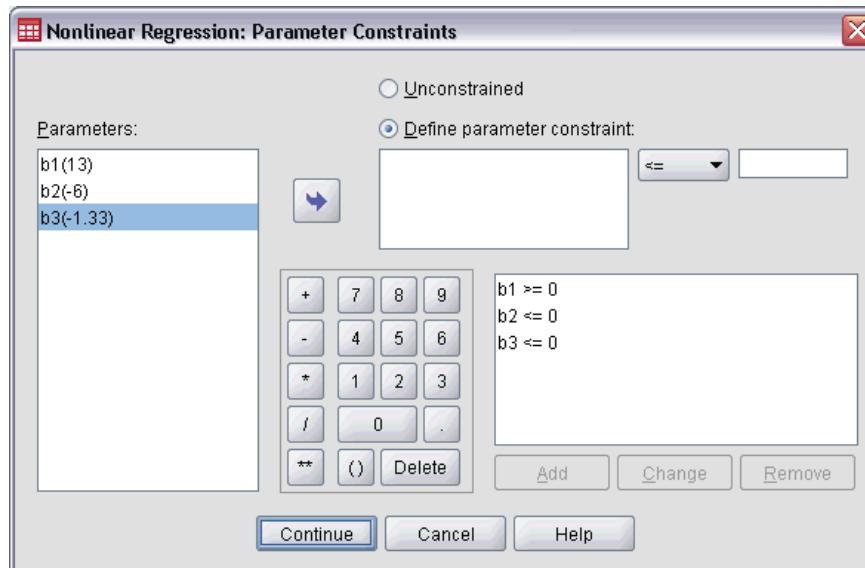 Nonlinear Regression: Parameter Constraints
Unconstrained
Parameters:
Define parameter constraint:
b1(13)
b2(-6)
b3(-1.33)
<=
+ 7 8 9
- 4 5 6
* 1 2 3
/ 0 .
** () Delete
b1 >= 0
b2 <= 0
b3 <= 0
Add Change Remove
Continue Cancel Help